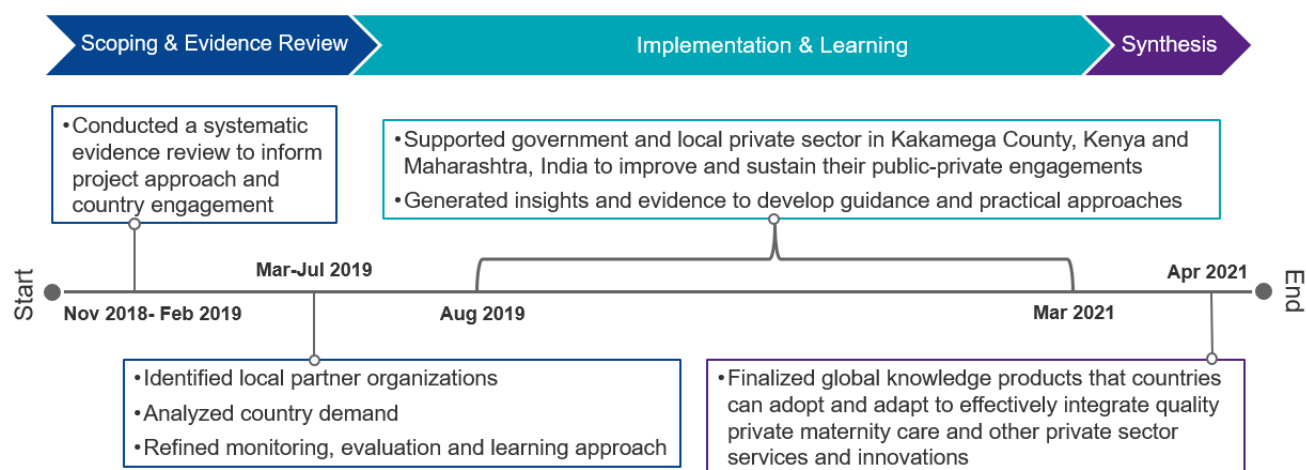 Scoping & Evidence Review
Implementation & Learning
Synthesis
•Conducted a systematic
evidence review to inform
project approach and
country engagement
•Supported government and local private sector in Kakamega County, Kenya and
Maharashtra, India to improve and sustain their public-private engagements
•Generated insights and evidence to develop guidance and practical approaches
Start
Nov 2018- Feb 2019
Mar-Jul 2019
Aug 2019
Mar 2021
Apr 2021
End
•Identified local partner organizations
•Analyzed country demand
•Refined monitoring, evaluation and learning approach
•Finalized global knowledge products that countries
can adopt and adapt to effectively integrate quality
private maternity care and other private sector
services and innovations